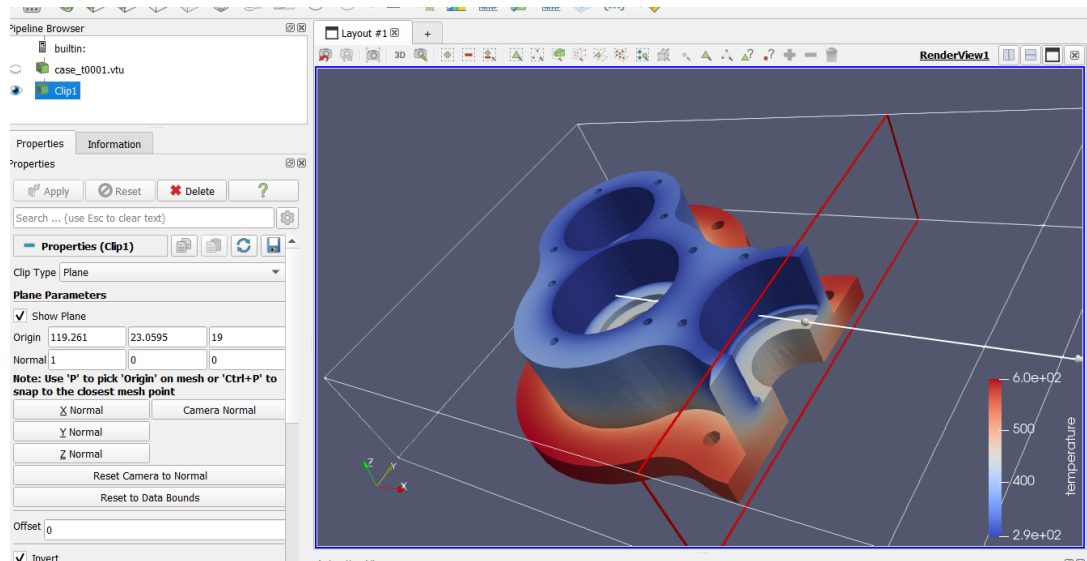 Pipeline Browser
builtin:
case_t0001.vtu
Clip1
Properties Information
Properties
Apply Reset Delete ?
Search ... (use Esc to clear text)
Properties (Clip1)
Clip Type Plane
Plane Parameters
Show Plane
Origin 119.261 23.0595 19
Normal 1 0 0
Note: Use 'P' to pick 'Origin' on mesh or 'Ctrl+P' to
snap to the closest mesh point
X Normal Camera Normal
Y Normal
Z Normal
Reset Camera to Normal
Reset to Data Bounds
Offset 0
Invert
Layout #1 +
3D RenderView1
6.0e+02
500
400
2.9e+02
temperature
Z Y X